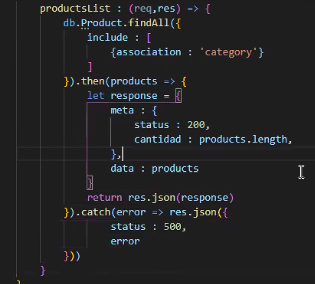 productsList : (req,res) => {
db.Product.findAll({
include : [
{association : 'category'}
]
}).then(products => {
let response = {
meta : {
status : 200,
cantidad : products.length,
},
data : products
}
return res.json(response)
}).catch(error => res.json({
status : 500,
error
}))
}